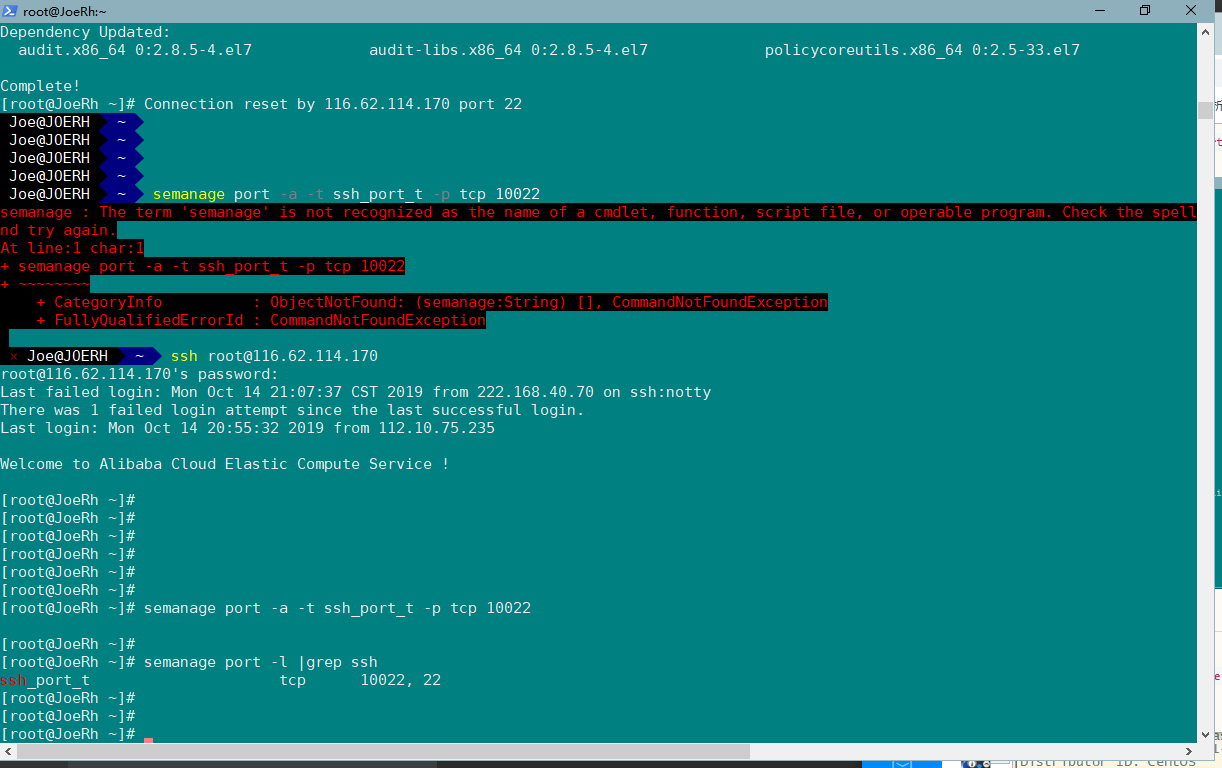 root@JoeRh:~
Dependency Updated:
  audit.x86_64 0:2.8.5-4.el7             audit-libs.x86_64 0:2.8.5-4.el7             policycoreutils.x86_64 0:2.5-33.el7
Complete!
[root@JoeRh ~]# Connection reset by 116.62.114.170 port 22
Joe@JOERH ~
Joe@JOERH ~
Joe@JOERH ~
Joe@JOERH ~
Joe@JOERH ~ semanage port -a -t ssh_port_t -p tcp 10022
semanage : The term 'semanage' is not recognized as the name of a cmdlet, function, script file, or operable program. Check the spell
nd try again.
At line:1 char:1
+ semanage port -a -t ssh_port_t -p tcp 10022
+ ~~~~~~~~
    + CategoryInfo          : ObjectNotFound: (semanage:String) [], CommandNotFoundException
    + FullyQualifiedErrorId : CommandNotFoundException
× Joe@JOERH ~ ssh root@116.62.114.170
root@116.62.114.170's password:
Last failed login: Mon Oct 14 21:07:37 CST 2019 from 222.168.40.70 on ssh:notty
There was 1 failed login attempt since the last successful login.
Last login: Mon Oct 14 20:55:32 2019 from 112.10.75.235
Welcome to Alibaba Cloud Elastic Compute Service !
[root@JoeRh ~]#
[root@JoeRh ~]#
[root@JoeRh ~]#
[root@JoeRh ~]#
[root@JoeRh ~]#
[root@JoeRh ~]#
[root@JoeRh ~]# semanage port -a -t ssh_port_t -p tcp 10022
[root@JoeRh ~]#
[root@JoeRh ~]# semanage port -l |grep ssh
ssh_port_t                     tcp      10022, 22
[root@JoeRh ~]#
[root@JoeRh ~]#
[root@JoeRh ~]#
Distributor ID: CentOS